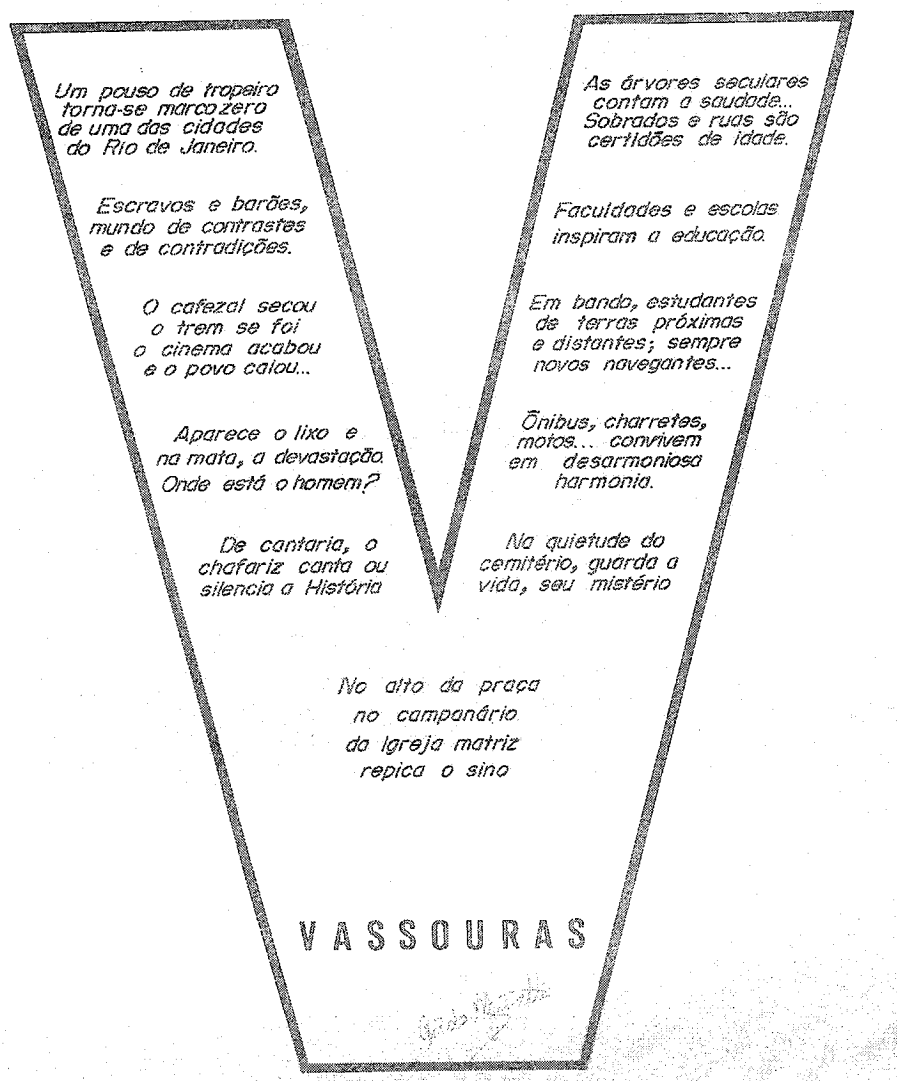 Um pouso de tropeiro
torna-se marco zero
de uma das cidades
do Rio de Janeiro.
Escravos e barões,
mundo de contrastes
e de contradições.
O cafezal secou
o trem se foi
o cinema acabou
e o povo calou...
Aparece o lixo e
na mata, a devastação.
Onde está o homem?
De cantaria, o
chafariz canta ou
silencia a História
As árvores seculares
contam a saudade...
Sobrados e ruas são
certidões de idade.
Faculdades e escolas
inspiram a educação.
Em bando, estudantes
de terras próximas
e distantes; sempre
novos navegantes...
Ônibus, charretes,
motos... convivem
em desarmoniosa
harmonia.
Na quietude do
cemitério, guarda a
vida, seu mistério
No alto da praça
no campanário
da Igreja matriz
repica o sino
VASSOURAS